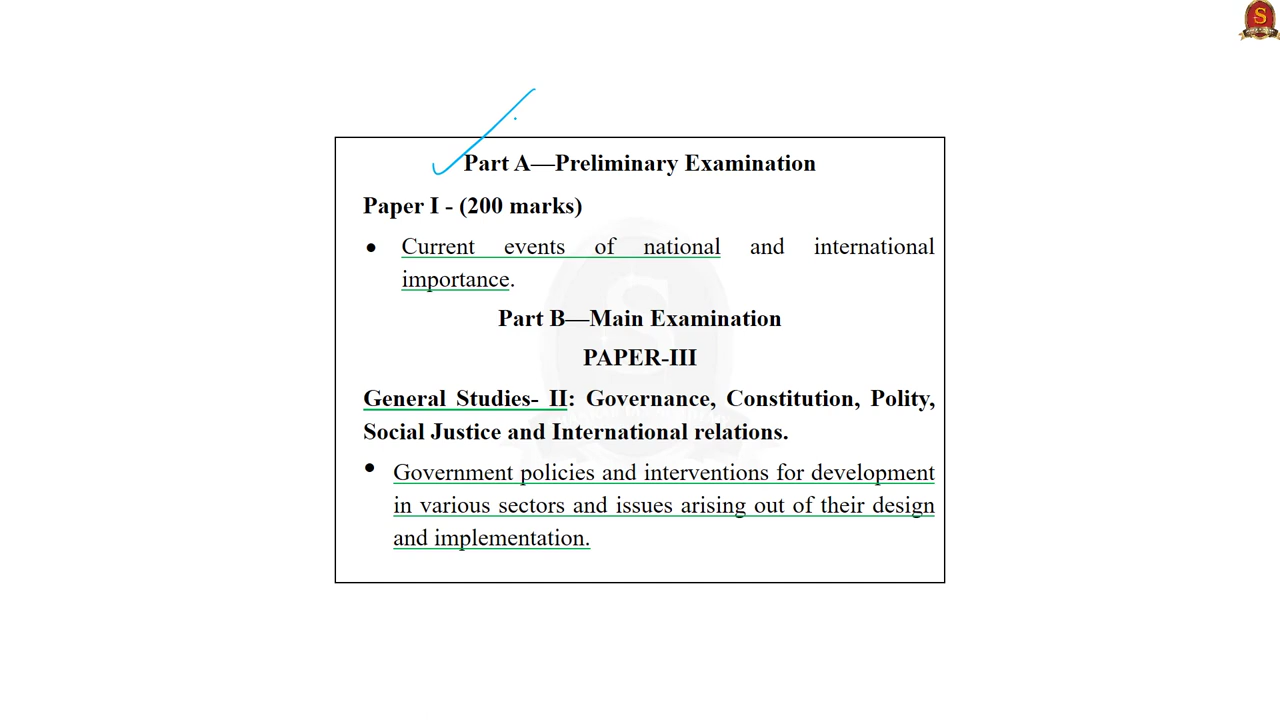 Part A—Preliminary Examination
Paper I - (200 marks)
● Current events of national and international
importance.
Part B—Main Examination
PAPER-III
General Studies- II: Governance, Constitution, Polity,
Social Justice and International relations.
● Government policies and interventions for development
in various sectors and issues arising out of their design
and implementation.